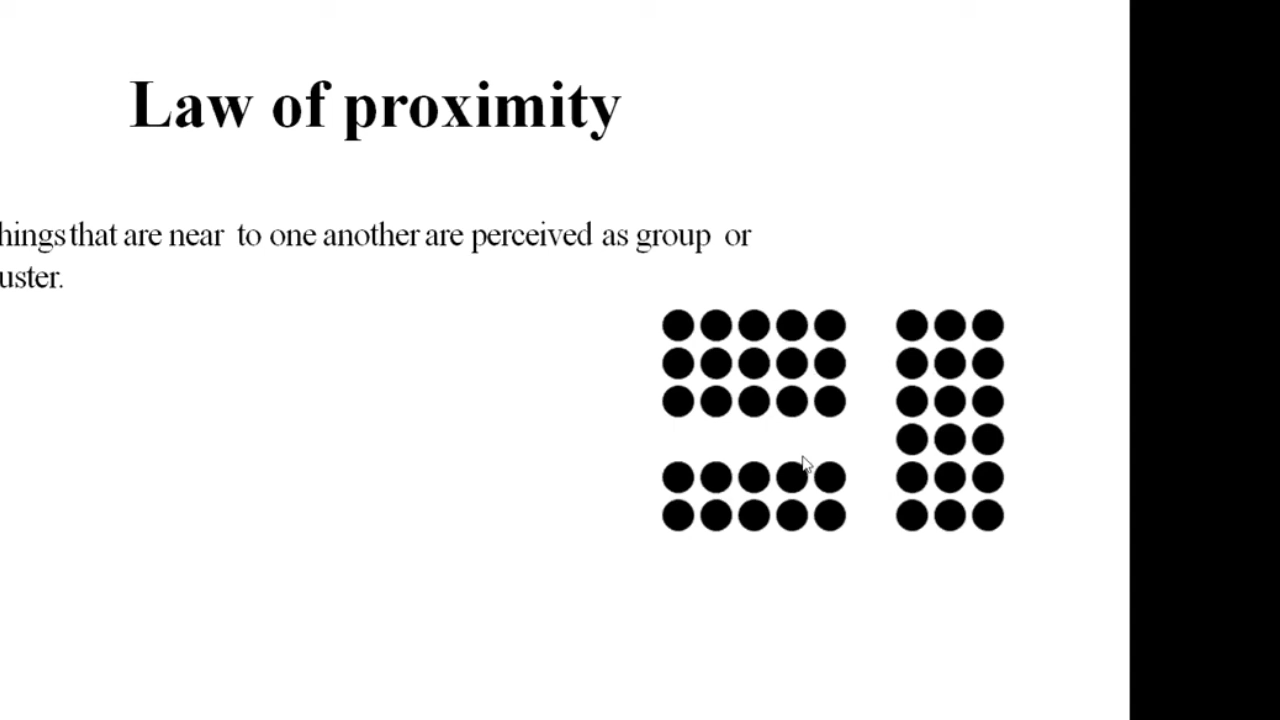 Law of proximity
hings that are near to one another are perceived as group or
uster.